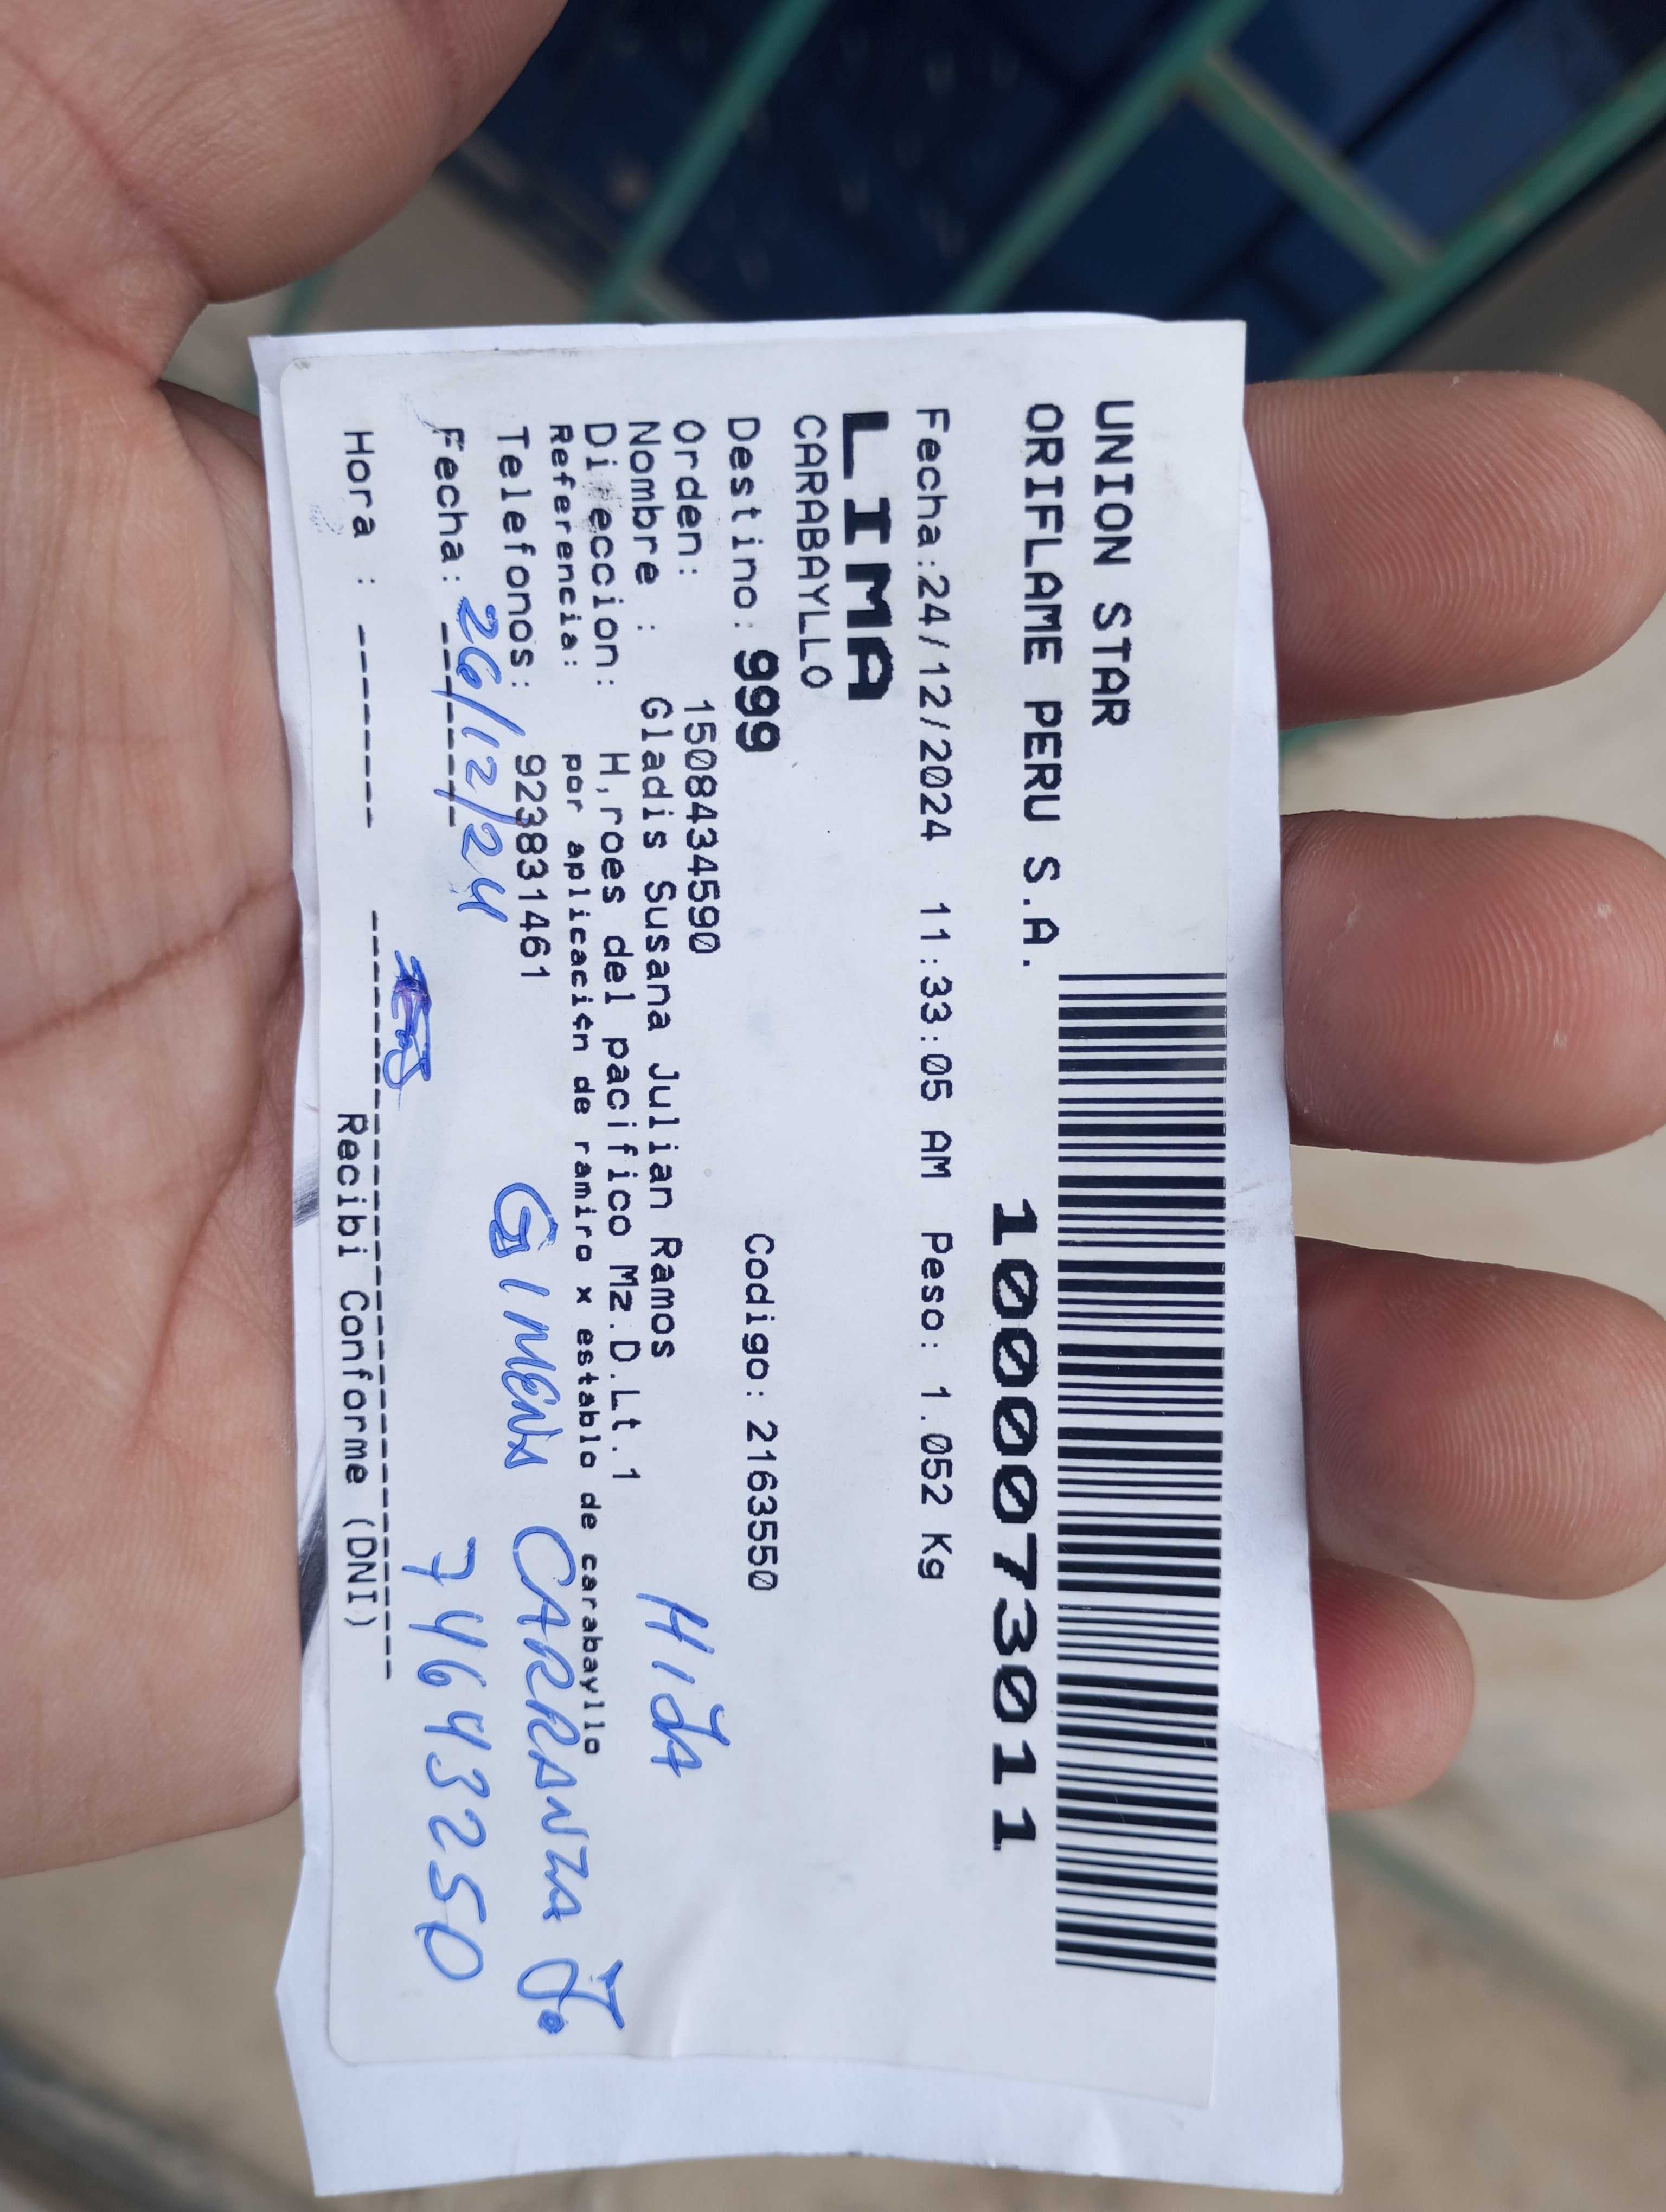 UNION STAR
ORIFLAME PERU S.A.
10000073011
Fecha:24/12/2024 11:33:05 AM Peso: 1.052 Kg
LIMA
CARABAYLLO
Destino: 999 Codigo: 2163550
Orden: 1508434590
Nombre : Gladis Susana Julian Ramos HIJA
Direccion: H,roes del pacifico Mz.D.Lt.1
Referencia: por aplicación de ramiro x establo de carabayllo
Telefonos: 923831461 GIMENA CARRANZA J.
Fecha: 26/12/24 74643250
Hora :
Recibi Conforme (DNI)